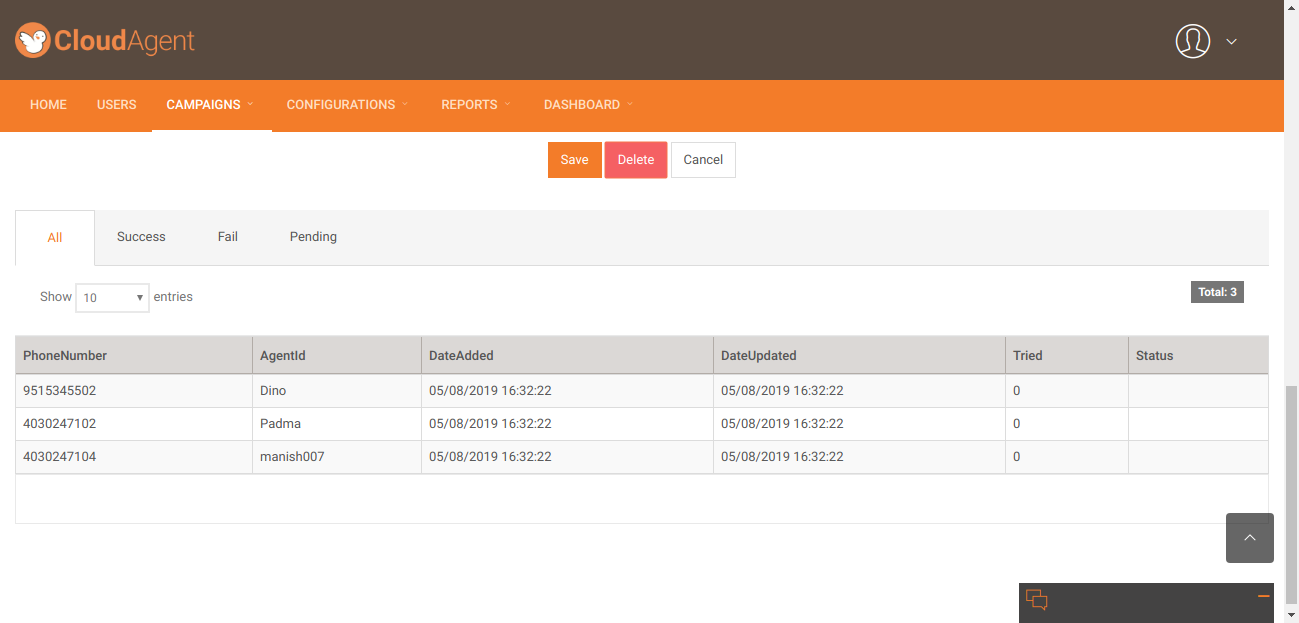 CloudAgent
HOME USERS CAMPAIGNS CONFIGURATIONS REPORTS DASHBOARD
Save Delete Cancel
All Success Fail Pending
Show 10 entries Total: 3
PhoneNumber AgentId DateAdded DateUpdated Tried Status
9515345502 Dino 05/08/2019 16:32:22 05/08/2019 16:32:22 0
4030247102 Padma 05/08/2019 16:32:22 05/08/2019 16:32:22 0
4030247104 manish007 05/08/2019 16:32:22 05/08/2019 16:32:22 0